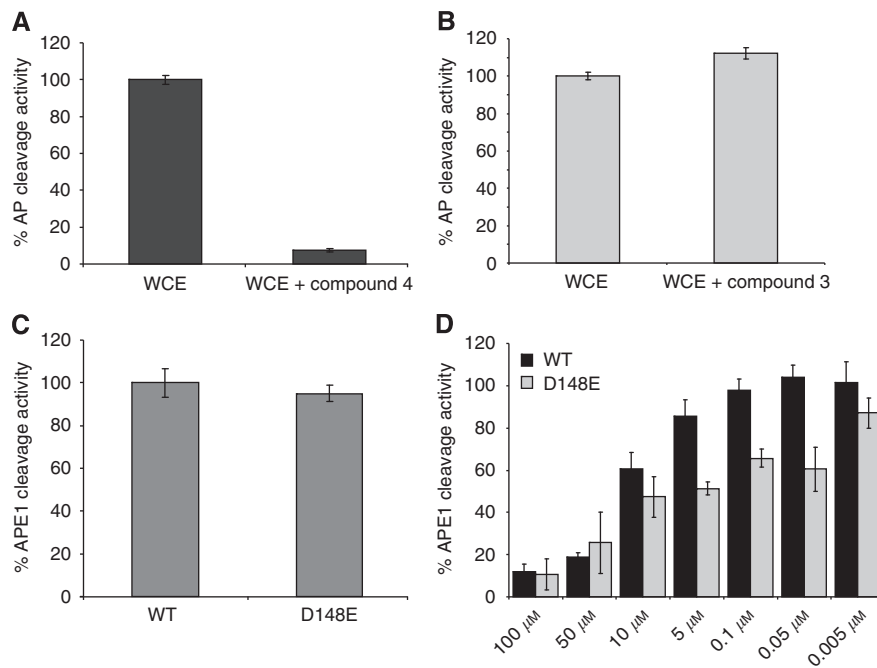 A
% AP cleavage activity
120
100
80
60
40
20
0
WCE
WCE + compound 4
B
% AP cleavage activity
120
100
80
60
40
20
0
WCE
WCE + compound 3
C
% APE1 cleavage activity
120
100
80
60
40
20
0
WT
D148E
D
% APE1 cleavage activity
120
100
80
60
40
20
0
WT
D148E
100 μM
50 μM
10 μM
5 μM
0.1 μM
0.05 μM
0.005 μM